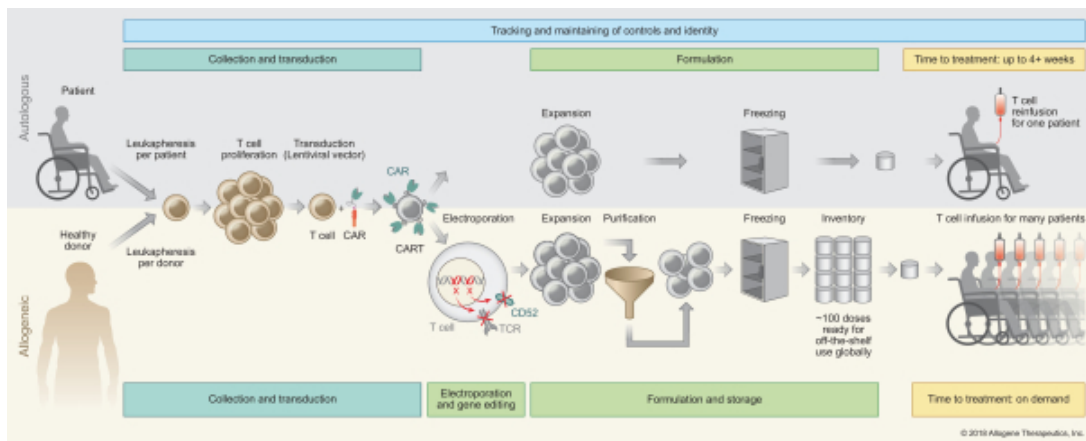 Tracking and maintaining of controls and identity
Collection and transduction
Formulation
Time to treatment: up to 4+ weeks
Autologous
Patient
Leukapheresis
per patient
T cell
proliferation
Transduction
(Lentiviral vector)
CAR
Expansion
Freezing
T cell
reinfusion
for one patient
T cell
CAR
CART
Allogeneic
Healthy
donor
Leukapheresis
per donor
Electroporation
T cell
CD52
TCR
Expansion
Purification
Freezing
Inventory
~100 doses
ready for
off-the-shelf
use globally
T cell infusion for many patients
Collection and transduction
Electroporation
and gene editing
Formulation and storage
Time to treatment: on demand
© 2018 Allogene Therapeutics, Inc.